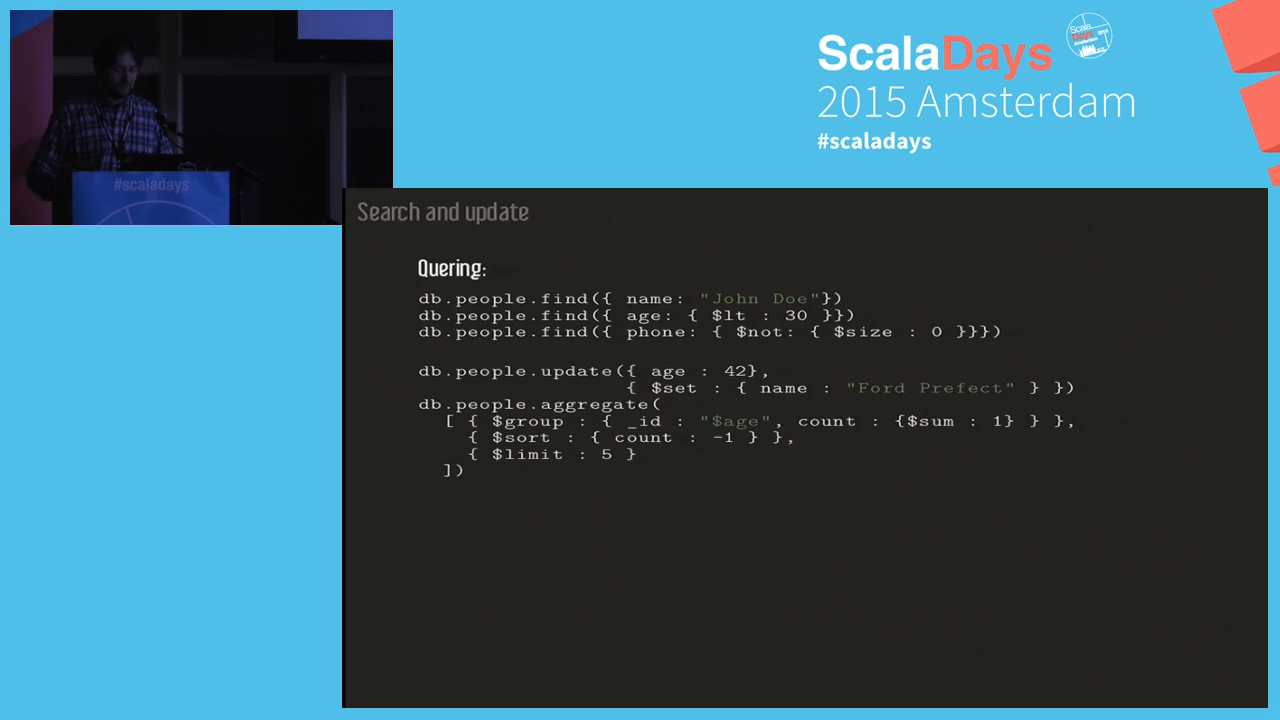 ScalaDays
2015 Amsterdam
#scaladays
Scala
Days
#scaladays
Search and update
Quering:
db.people.find({ name: "John Doe"})
db.people.find({ age: { $lt : 30 }})
db.people.find({ phone: { $not: { $size : 0 }}})
db.people.update({ age : 42},
{ $set : { name : "Ford Prefect" } })
db.people.aggregate(
[ { $group : { _id : "$age", count : {$sum : 1} } },
{ $sort : { count : -1 } },
{ $limit : 5 }
])